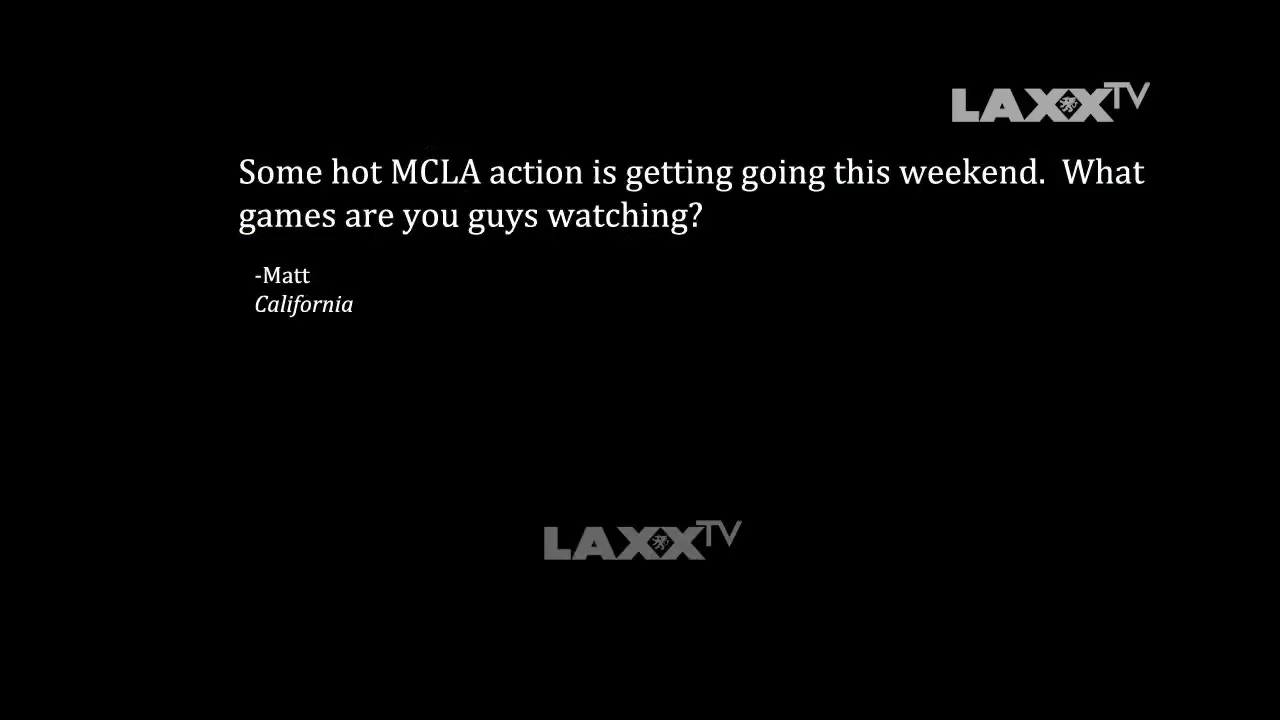 LAXXTV
Some hot MCLA action is getting going this weekend.  What
games are you guys watching?
-Matt
California
LAXXTV